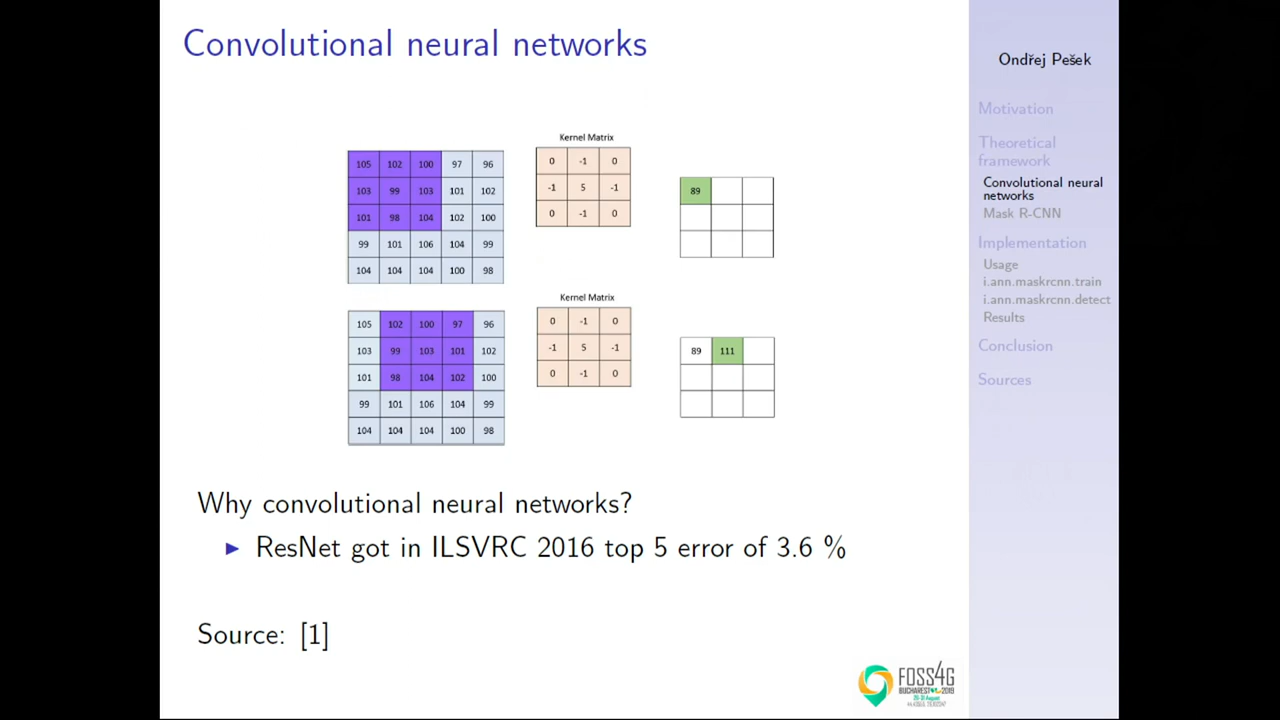 Convolutional neural networks
Kernel Matrix
105 102 100 97 96
103 99 103 101 102
101 98 104 102 100
99 101 106 104 99
104 104 104 100 98
0 -1 0
-1 5 -1
0 -1 0
89
Kernel Matrix
105 102 100 97 96
103 99 103 101 102
101 98 104 102 100
99 101 106 104 99
104 104 104 100 98
0 -1 0
-1 5 -1
0 -1 0
89 111
Why convolutional neural networks?
ResNet got in ILSVRC 2016 top 5 error of 3.6 %
Source: [1]
FOSS4G
BUCHAREST 2019
26-31 August
Ondřej Pešek
Motivation
Theoretical
framework
Convolutional neural
networks
Mask R-CNN
Implementation
Usage
i.ann.maskrcnn.train
i.ann.maskrcnn.detect
Results
Conclusion
Sources